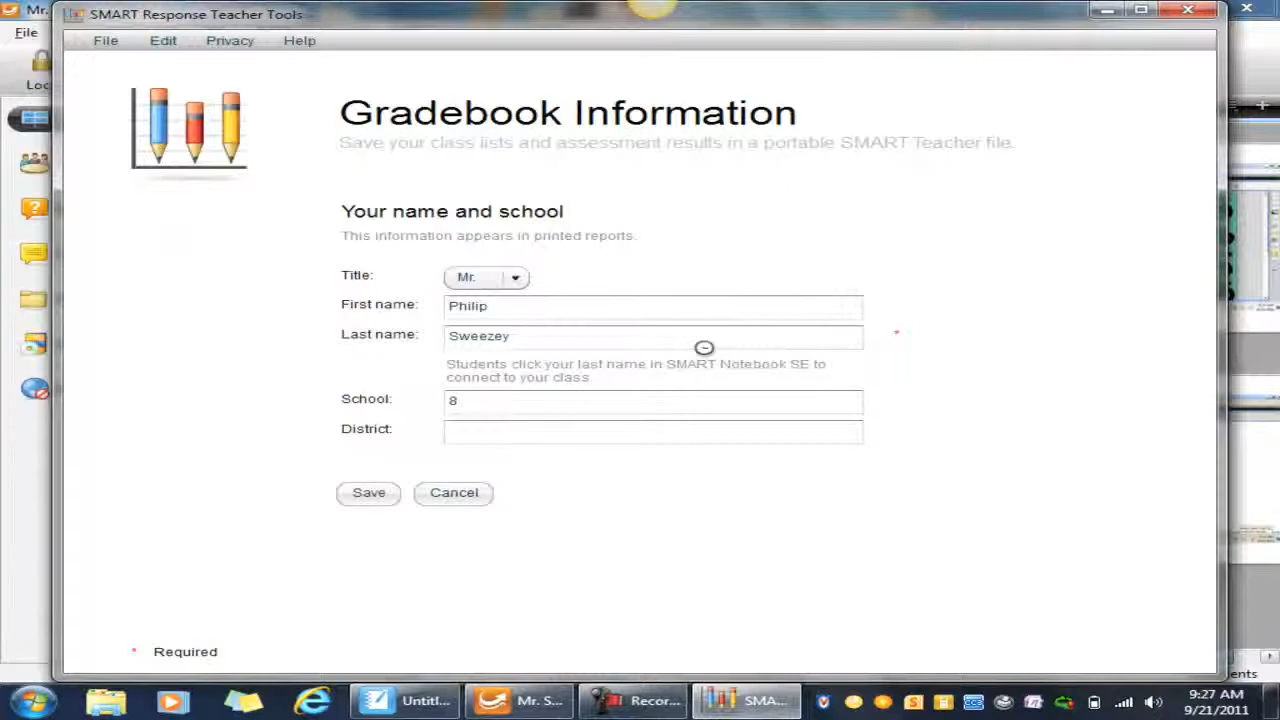 Mr.
SMART Response Teacher Tools
File
File Edit Privacy Help
Loc
Gradebook Information
Save your class lists and assessment results in a portable SMART Teacher file.
Your name and school
This information appears in printed reports.
Title: Mr.
First name: Philip
Last name: Sweezey *
Students click your last name in SMART Notebook SE to
connect to your class
School: 8
District:
Save Cancel
* Required
ents
Untitl... Mr. S... Recor... SMA...
9:27 AM
9/21/2011